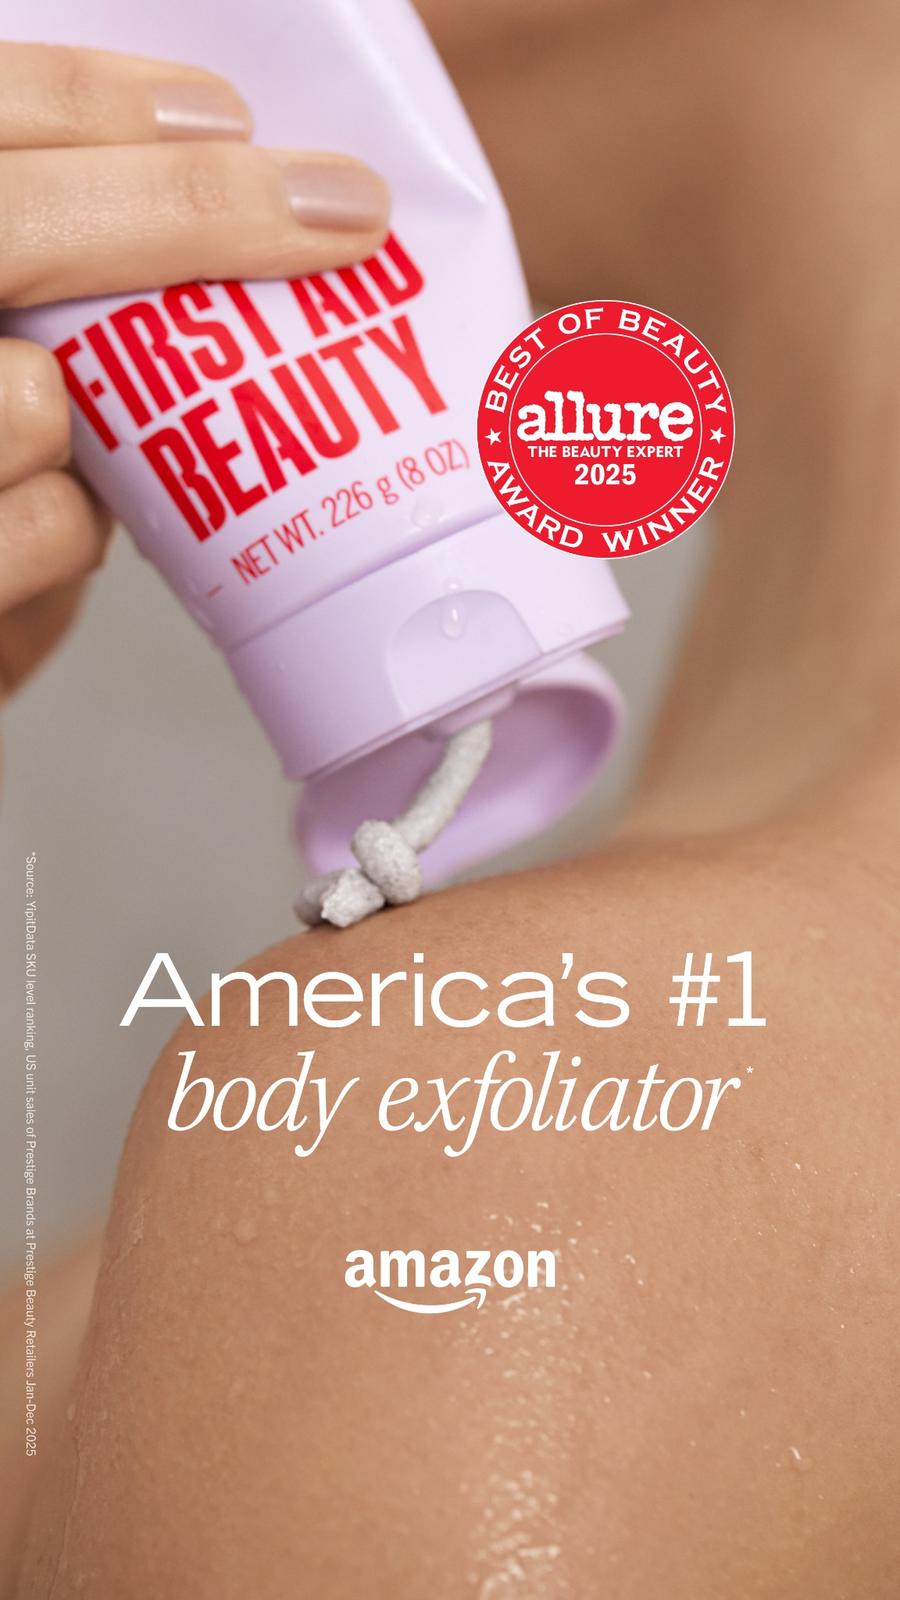 FIRST AID
BEAUTY
NET WT. 226 g (8 OZ)
BEST OF BEAUTY
allure
THE BEAUTY EXPERT
2025
AWARD WINNER
America's #1
body exfoliator*
amazon
*Source: YipitData SKU level ranking, US unit sales of Prestige Brands at Prestige Beauty Retailers Jan-Dec 2025